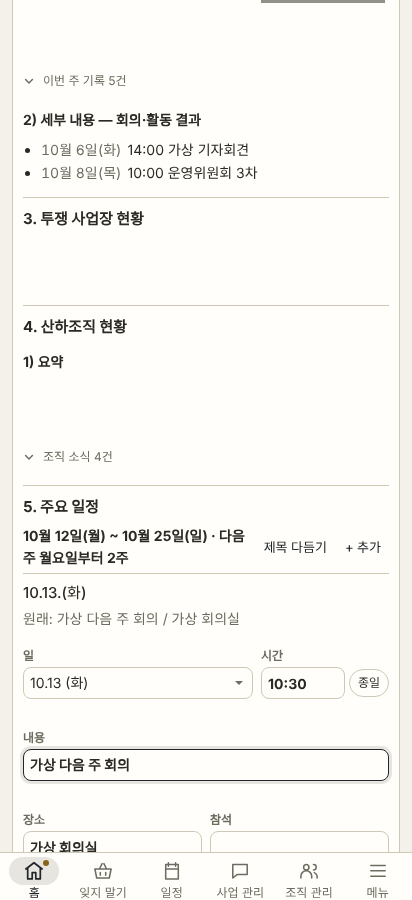 이번 주 기록 5건
2) 세부 내용 — 회의·활동 결과
• 10월 6일(화) 14:00 가상 기자회견
• 10월 8일(목) 10:00 운영위원회 3차
3. 투쟁 사업장 현황
4. 산하조직 현황
1) 요약
조직 소식 4건
5. 주요 일정
10월 12일(월) ~ 10월 25일(일) · 다음
주 월요일부터 2주
제목 다듬기 + 추가
10.13.(화)
원래: 가상 다음 주 회의 / 가상 회의실
일 시간
10.13 (화) 10:30 종일
내용
가상 다음 주 회의
장소 참석
가상 회의실
홈 잊지 말기 일정 사업 관리 조직 관리 메뉴